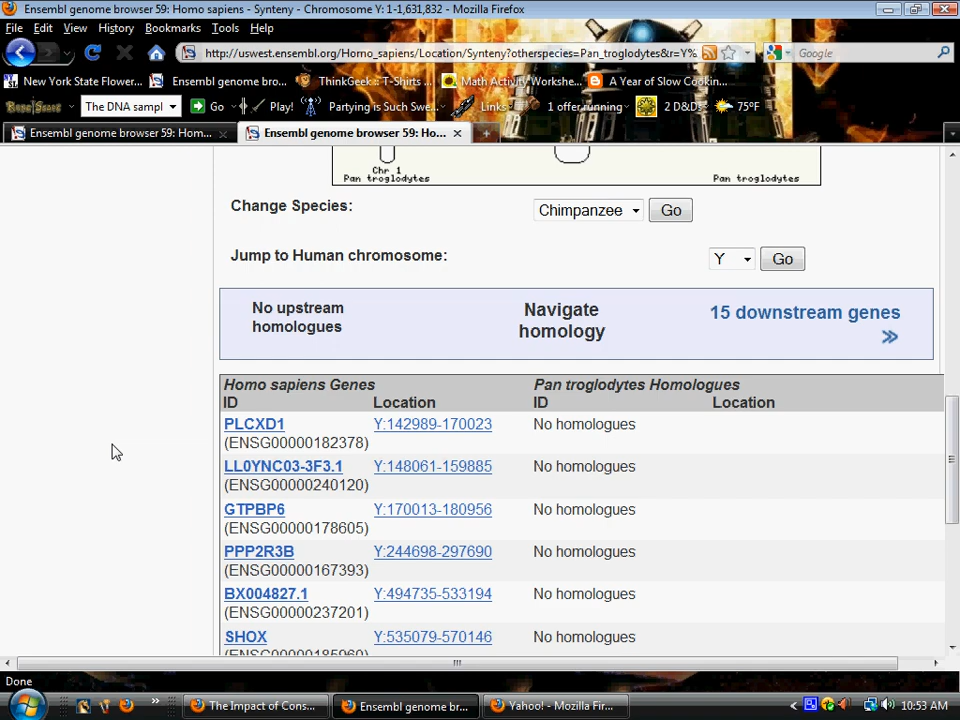 Ensembl genome browser 59: Homo sapiens - Synteny - Chromosome Y: 1-1,631,832 - Mozilla Firefox
File Edit View History Bookmarks Tools Help
http://uswest.ensembl.org/Homo_sapiens/Location/Synteny?otherspecies=Pan_troglodytes&r=Y% Google
New York State Flower... Ensembl genome bro... ThinkGeek :: T-Shirts ... Math Activity Workshe... A Year of Slow Cookin...
The DNA sampl Go Play! Partying is Such Swe... Links 1 offer running 2 D&D: 75ºF
Ensembl genome browser 59: Hom... Ensembl genome browser 59: Ho...
Chr 1
Pan troglodytes Pan troglodytes
Change Species: Chimpanzee Go
Jump to Human chromosome: Y Go
No upstream homologues Navigate homology 15 downstream genes
Homo sapiens Genes Pan troglodytes Homologues
ID Location ID Location
PLCXD1 Y:142989-170023 No homologues
(ENSG00000182378)
LL0YNC03-3F3.1 Y:148061-159885 No homologues
(ENSG00000240120)
GTPBP6 Y:170013-180956 No homologues
(ENSG00000178605)
PPP2R3B Y:244698-297690 No homologues
(ENSG00000167393)
BX004827.1 Y:494735-533194 No homologues
(ENSG00000237201)
SHOX Y:535079-570146 No homologues
(ENSG00000185960)
Done
The Impact of Cons... Ensembl genome br... Yahoo! - Mozilla Fir... 10:53 AM